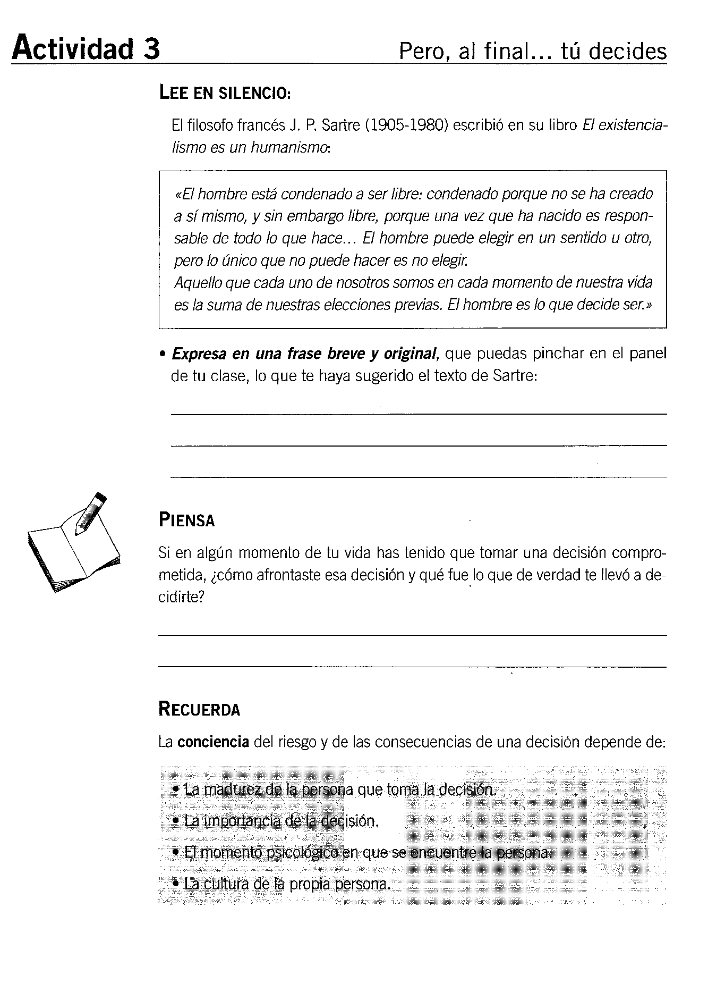 Actividad 3 Pero, al final... tú decides
LEE EN SILENCIO:
El filosofo francés J. P. Sartre (1905-1980) escribió en su libro El existencia-
lismo es un humanismo:
«El hombre está condenado a ser libre: condenado porque no se ha creado
a sí mismo, y sin embargo libre, porque una vez que ha nacido es respon-
sable de todo lo que hace... El hombre puede elegir en un sentido u otro,
pero lo único que no puede hacer es no elegir.
Aquello que cada uno de nosotros somos en cada momento de nuestra vida
es la suma de nuestras elecciones previas. El hombre es lo que decide ser.»
• Expresa en una frase breve y original, que puedas pinchar en el panel
de tu clase, lo que te haya sugerido el texto de Sartre:
PIENSA
Si en algún momento de tu vida has tenido que tomar una decisión compro-
metida, ¿cómo afrontaste esa decisión y qué fue lo que de verdad te llevó a de-
cidirte?
RECUERDA
La conciencia del riesgo y de las consecuencias de una decisión depende de:
• La madurez de la persona que toma la decisión.
• La importancia de la decisión.
• El momento psicológico en que se encuentre la persona.
• La cultura de la propia persona.